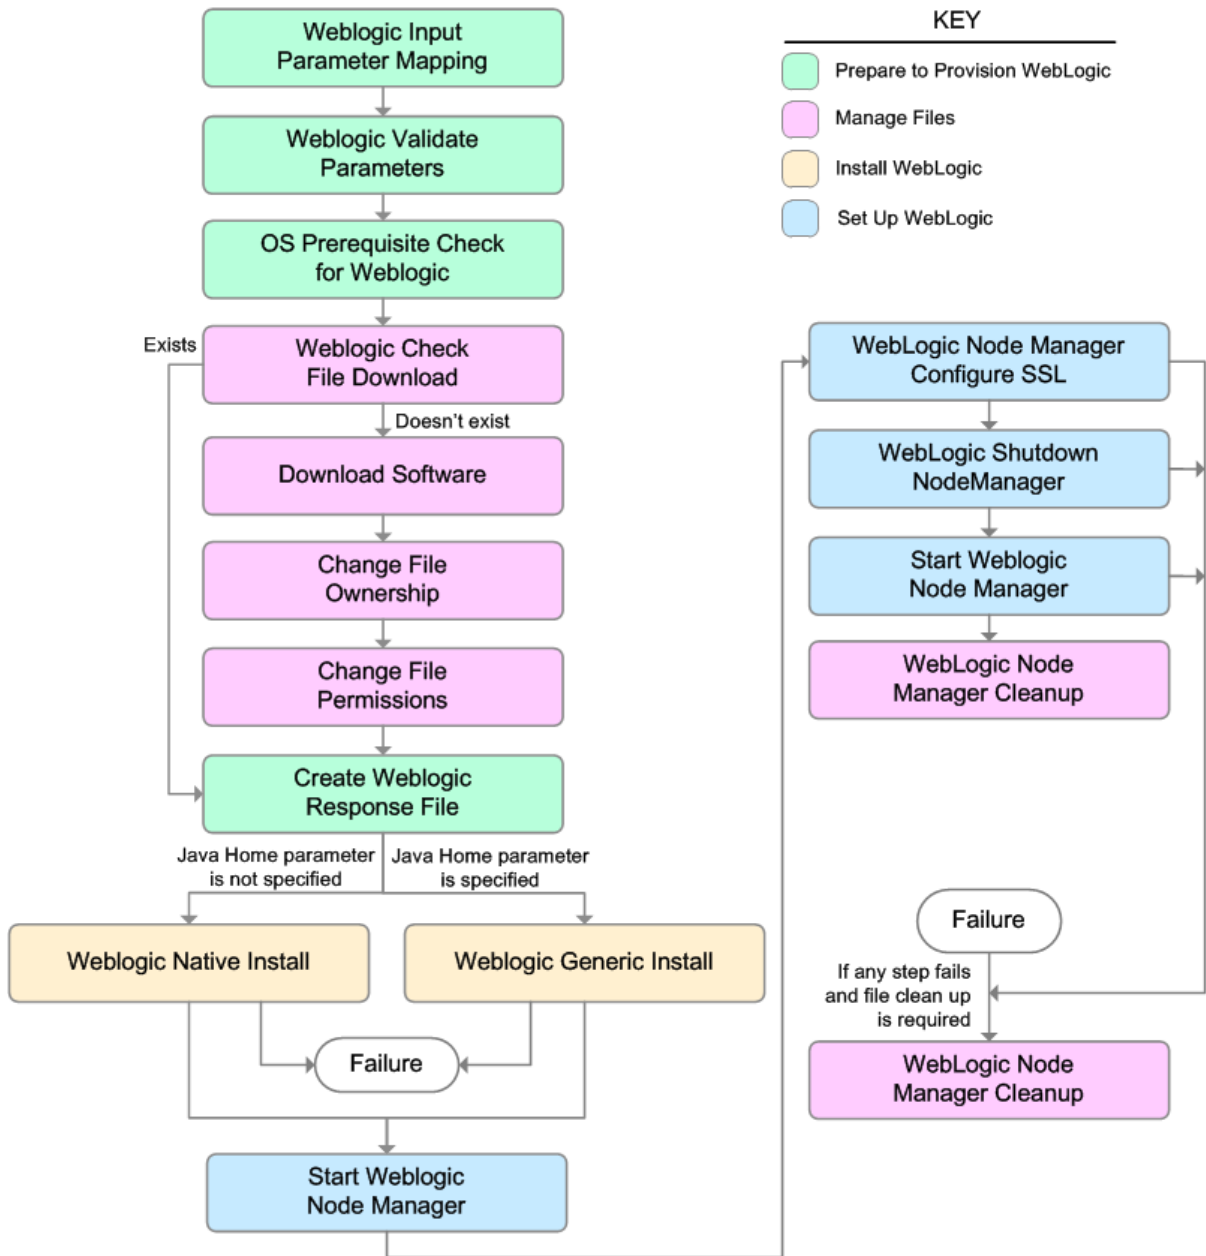 Weblogic Input
Parameter Mapping
Weblogic Validate
Parameters
OS Prerequisite Check
for Weblogic
Exists
Weblogic Check
File Download
Doesn't exist
Download Software
Change File
Ownership
Change File
Permissions
Create Weblogic
Response File
Java Home parameter
is not specified
Java Home parameter
is specified
Weblogic Native Install
Weblogic Generic Install
Failure
Start Weblogic
Node Manager
KEY
Prepare to Provision WebLogic
Manage Files
Install WebLogic
Set Up WebLogic
WebLogic Node Manager
Configure SSL
WebLogic Shutdown
NodeManager
Start Weblogic
Node Manager
WebLogic Node
Manager Cleanup
Failure
If any step fails
and file clean up
is required
WebLogic Node
Manager Cleanup